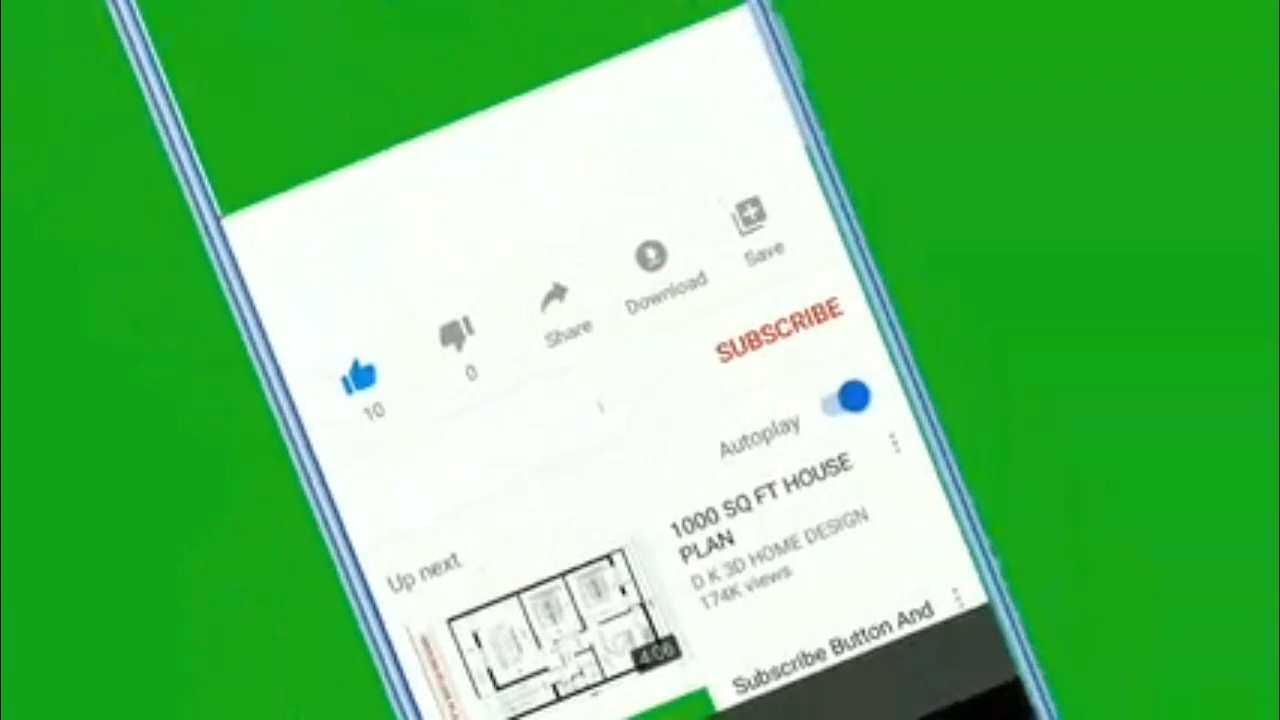 10
0
Share
Download
Save
SUBSCRIBE
Autoplay
Up next
1000 SQ FT HOUSE
PLAN
D K 3D HOME DESIGN
174K views
4:06
Subscribe Button And